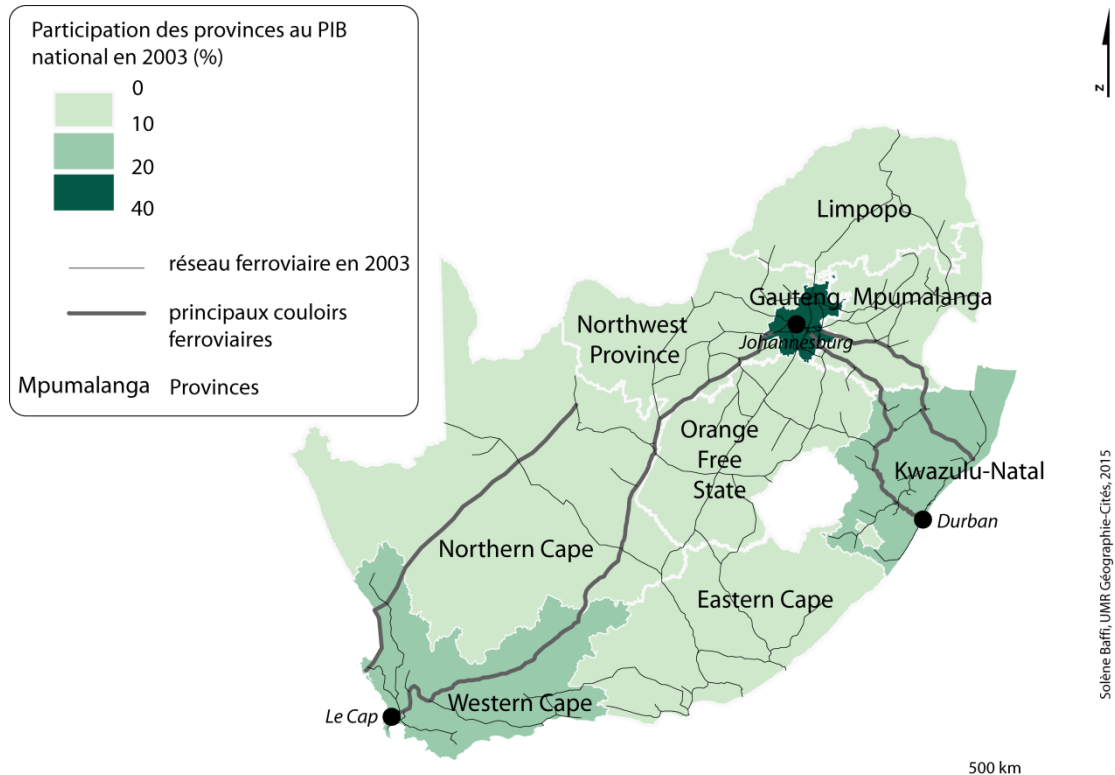 Participation des provinces au PIB
national en 2003 (%)
0
10
20
40
réseau ferroviaire en 2003
principaux couloirs
ferroviaires
Mpumalanga Provinces
N
Limpopo
Gauteng
Mpumalanga
Johannesburg
Northwest
Province
Orange
Free
State
Kwazulu-Natal
Durban
Northern Cape
Eastern Cape
Western Cape
Le Cap
500 km
Solène Baffi, UMR Géographie-Cités, 2015